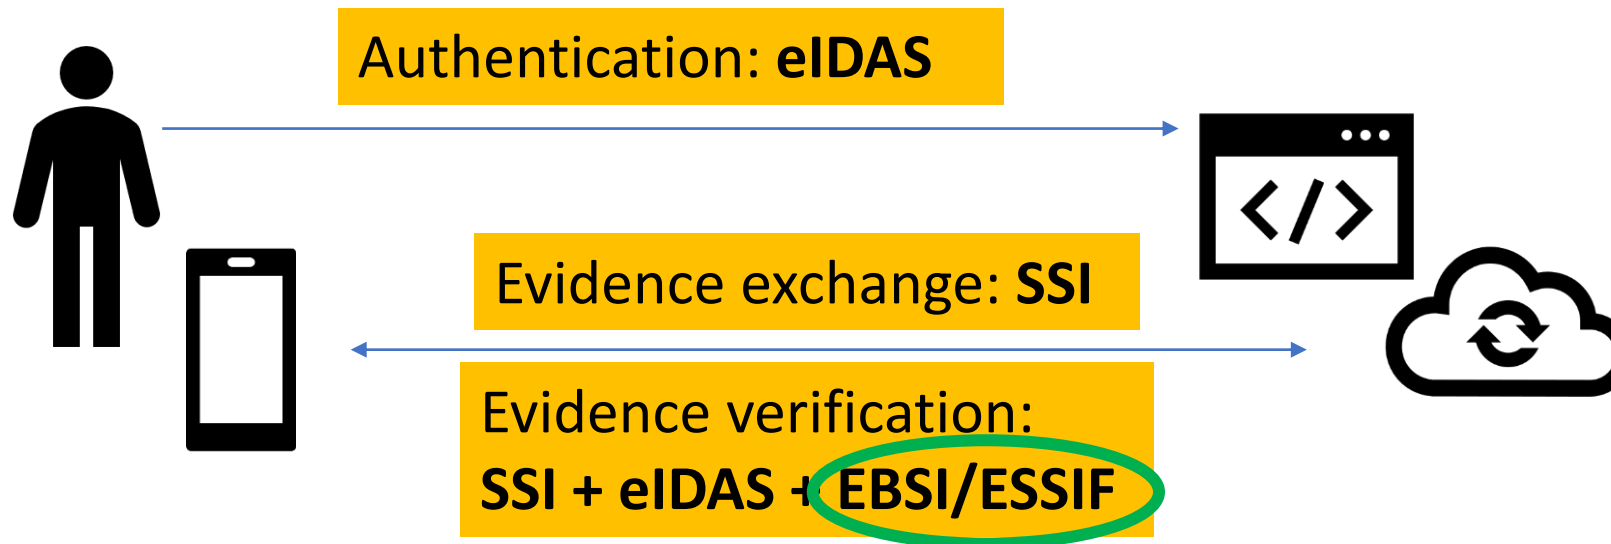 Authentication: eIDAS
</>
Evidence exchange: SSI
Evidence verification:
SSI + eIDAS + EBSI/ESSIF